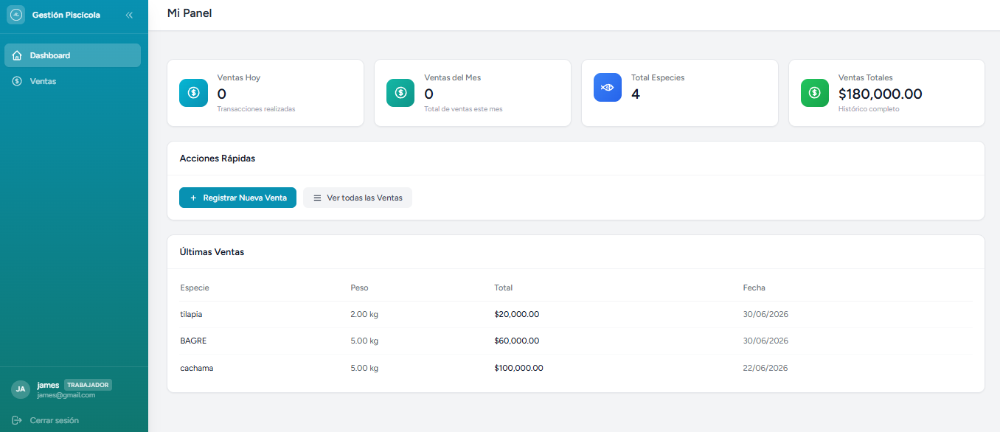 Gestión Piscícola
Mi Panel
Dashboard
Ventas
Ventas Hoy
0
Transacciones realizadas
Ventas del Mes
0
Total de ventas este mes
Total Especies
4
Ventas Totales
$180,000.00
Histórico completo
Acciones Rápidas
+ Registrar Nueva Venta
Ver todas las Ventas
Últimas Ventas
Especie Peso Total Fecha
tilapia 2.00 kg $20,000.00 30/06/2026
BAGRE 5.00 kg $60,000.00 30/06/2026
cachama 5.00 kg $100,000.00 22/06/2026
JA
james TRABAJADOR
james@gmail.com
Cerrar sesión